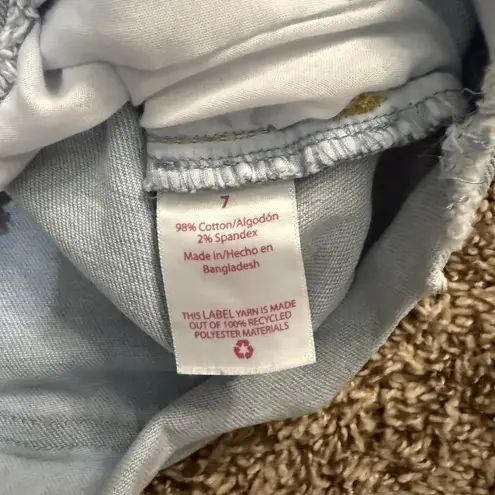 7
98% Cotton/Algodón
2% Spandex
Made in/Hecho en
Bangladesh
THIS LABEL YARN IS MADE
OUT OF 100% RECYCLED
POLYESTER MATERIALS